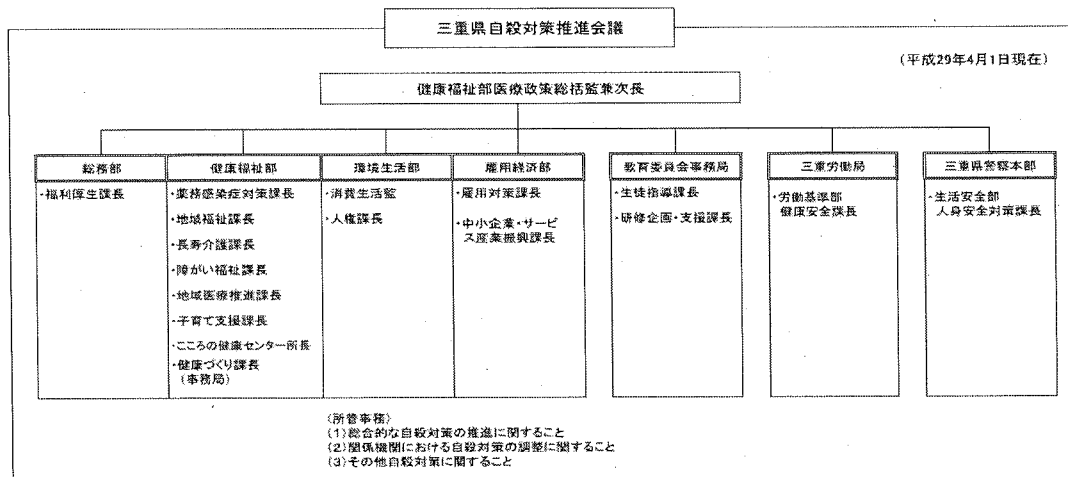 三重県自殺対策推進会議
(平成29年4月1日現在)
健康福祉部医療政策総括監兼次長
総務部
・福利厚生課長
健康福祉部
・薬務感染症対策課長
・地域福祉課長
・長寿介護課長
・障がい福祉課長
・地域医療推進課長
・子育て支援課長
・こころの健康センター所長
・健康づくり課長
(事務局)
環境生活部
・消費生活監
・人権課長
雇用経済部
・雇用対策課長
・中小企業・サービ
ス産業振興課長
教育委員会事務局
・生徒指導課長
・研修企画・支援課長
三重労働局
・労働基準部
健康安全課長
三重県警察本部
・生活安全部
人身安全対策課長
〈所管事務〉
(1)総合的な自殺対策の推進に関すること
(2)関係機関における自殺対策の調整に関すること
(3)その他自殺対策に関すること